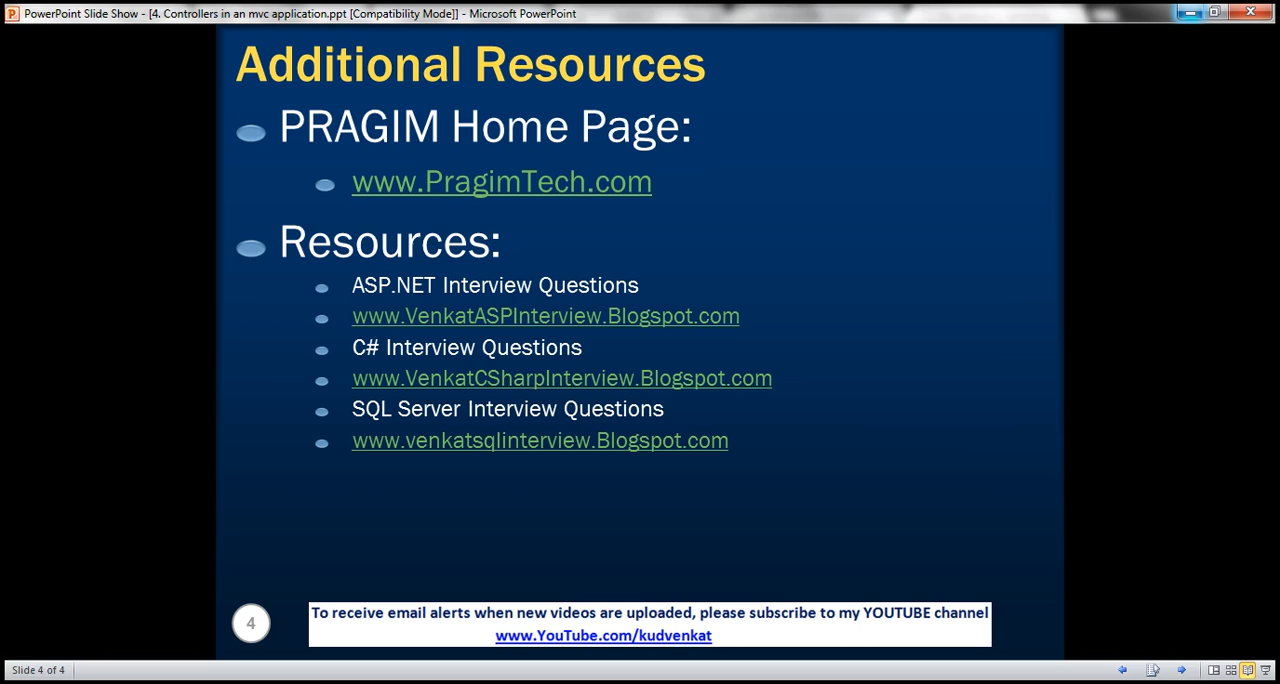 PowerPoint Slide Show - [4. Controllers in an mvc application.ppt [Compatibility Mode]] - Microsoft PowerPoint
Additional Resources
PRAGIM Home Page:
www.PragimTech.com
Resources:
ASP.NET Interview Questions
www.VenkatASPInterview.Blogspot.com
C# Interview Questions
www.VenkatCSharpInterview.Blogspot.com
SQL Server Interview Questions
www.venkatsqlinterview.Blogspot.com
4
To receive email alerts when new videos are uploaded, please subscribe to my YOUTUBE channel
www.YouTube.com/kudvenkat
Slide 4 of 4